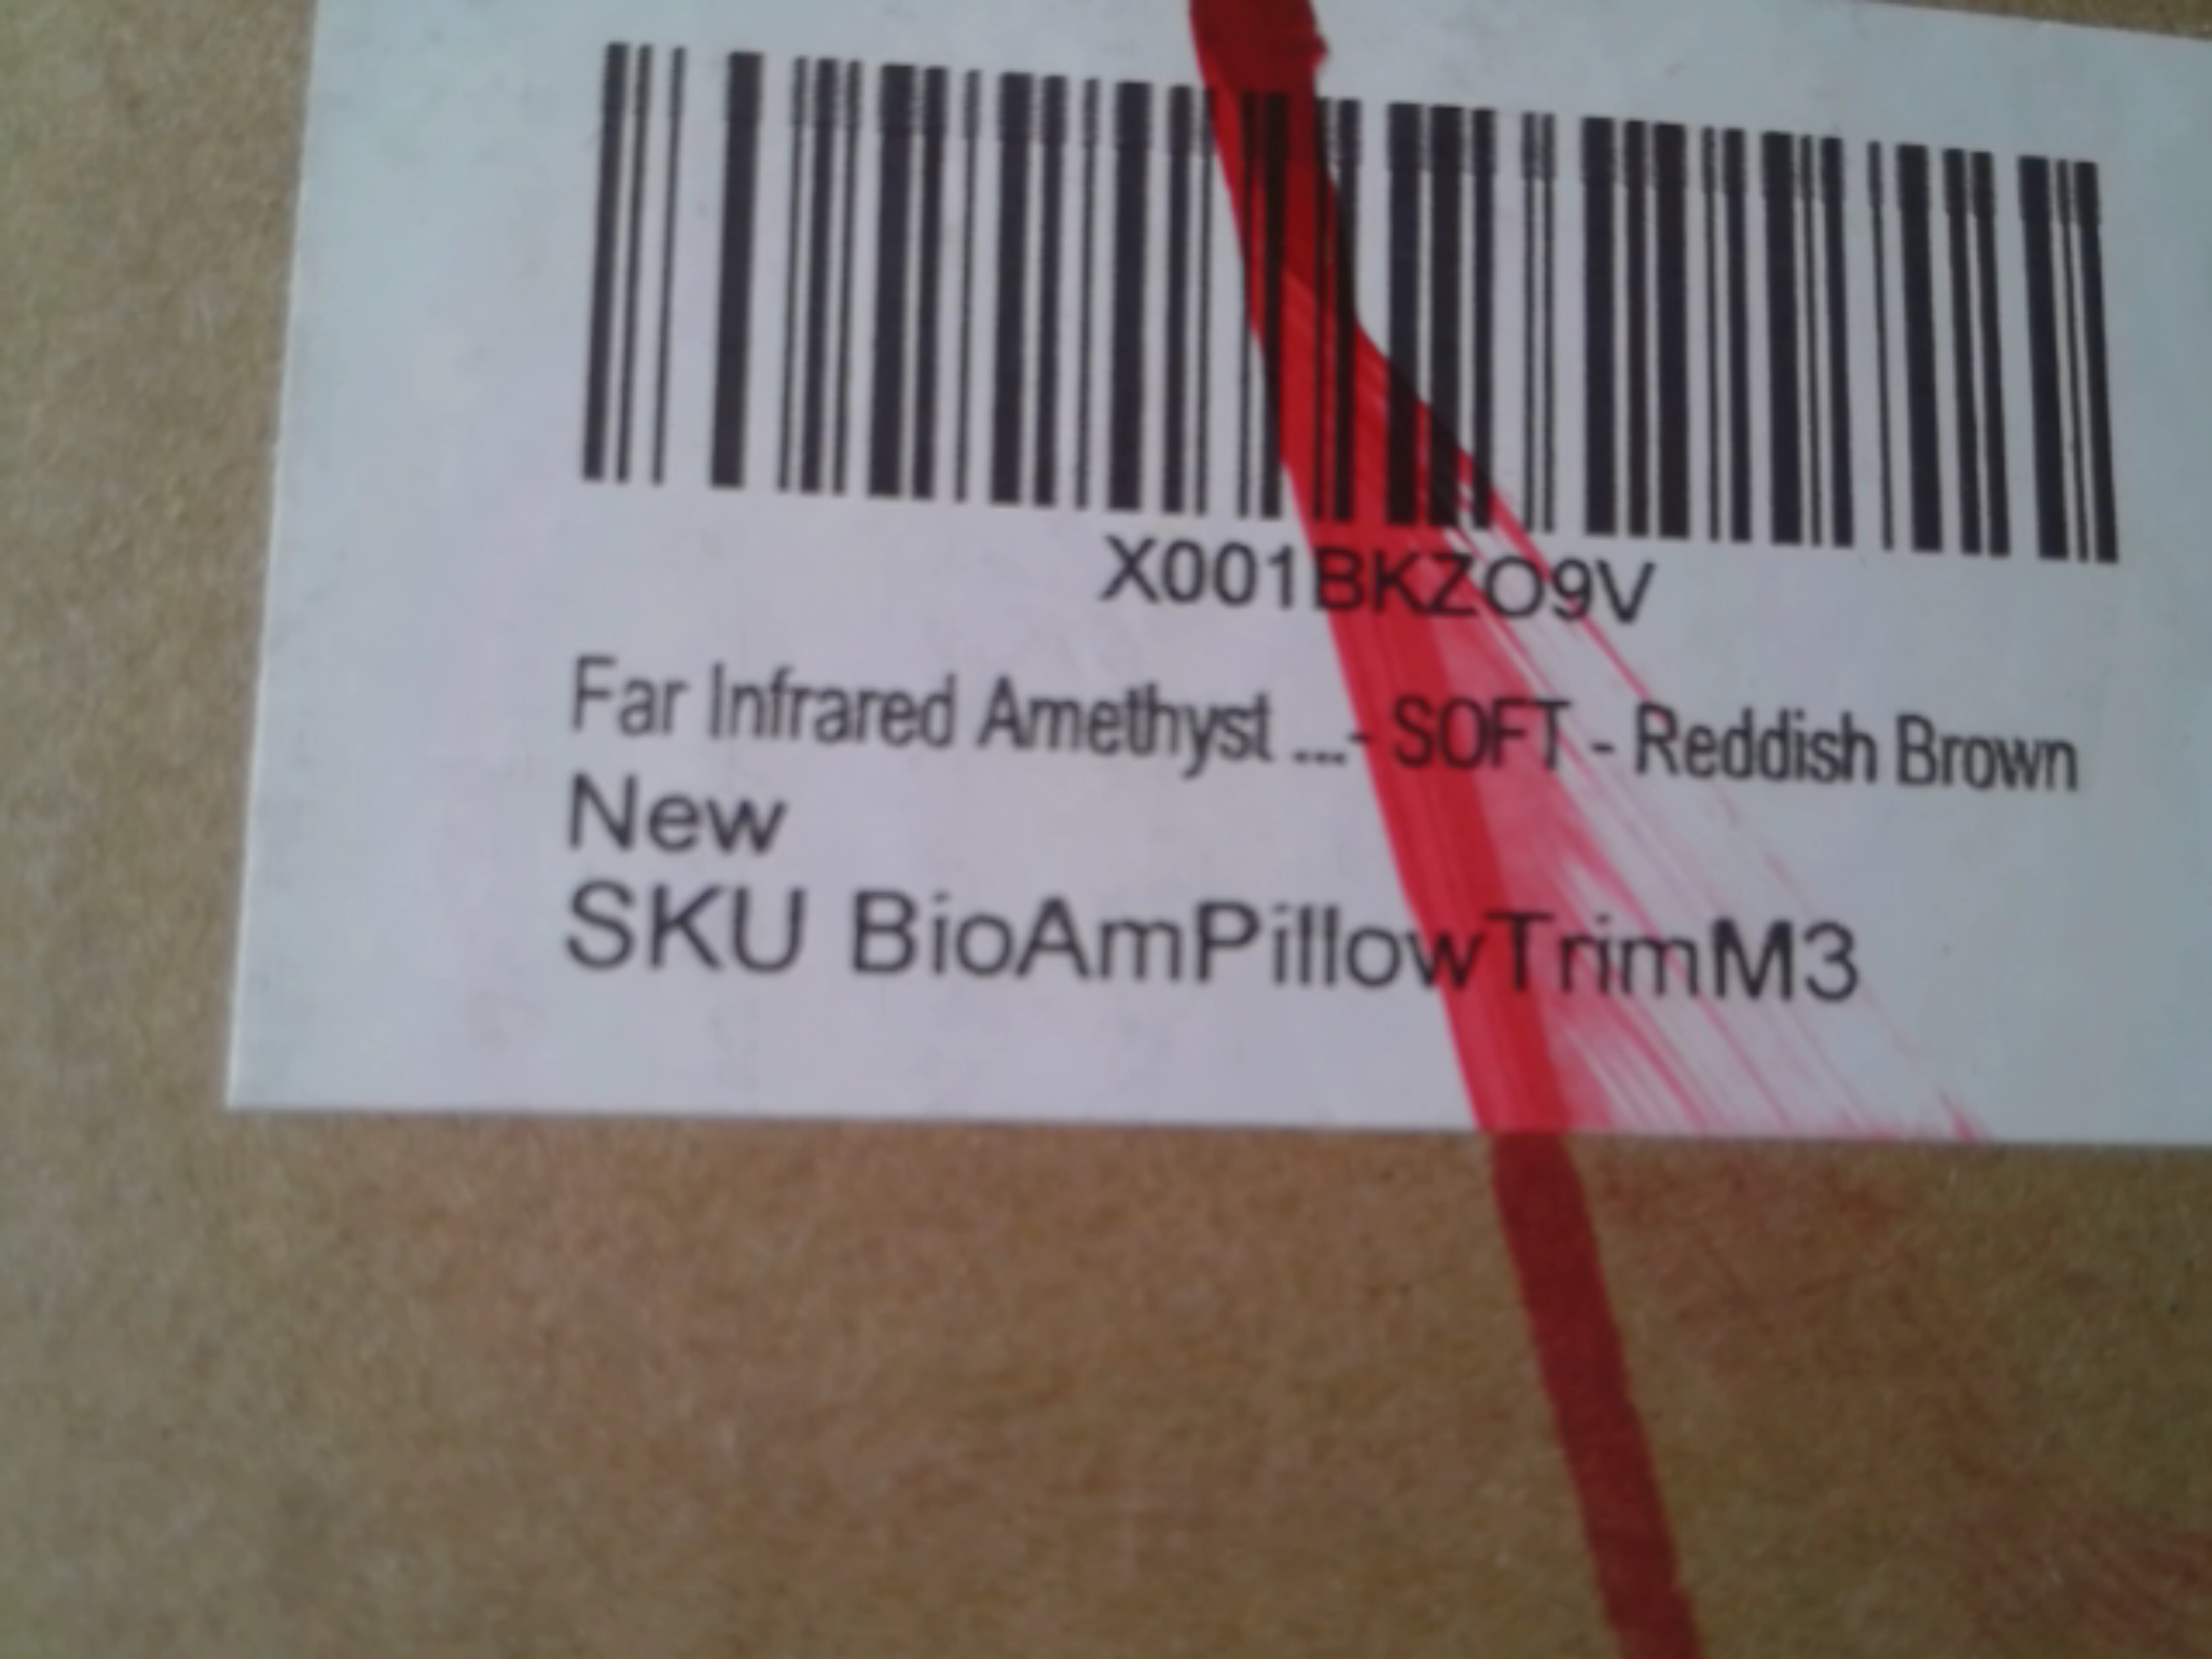 X001BKZO9V
Far Infrared Amethyst ...- SOFT - Reddish Brown
New
SKU BioAmPillowTrimM3